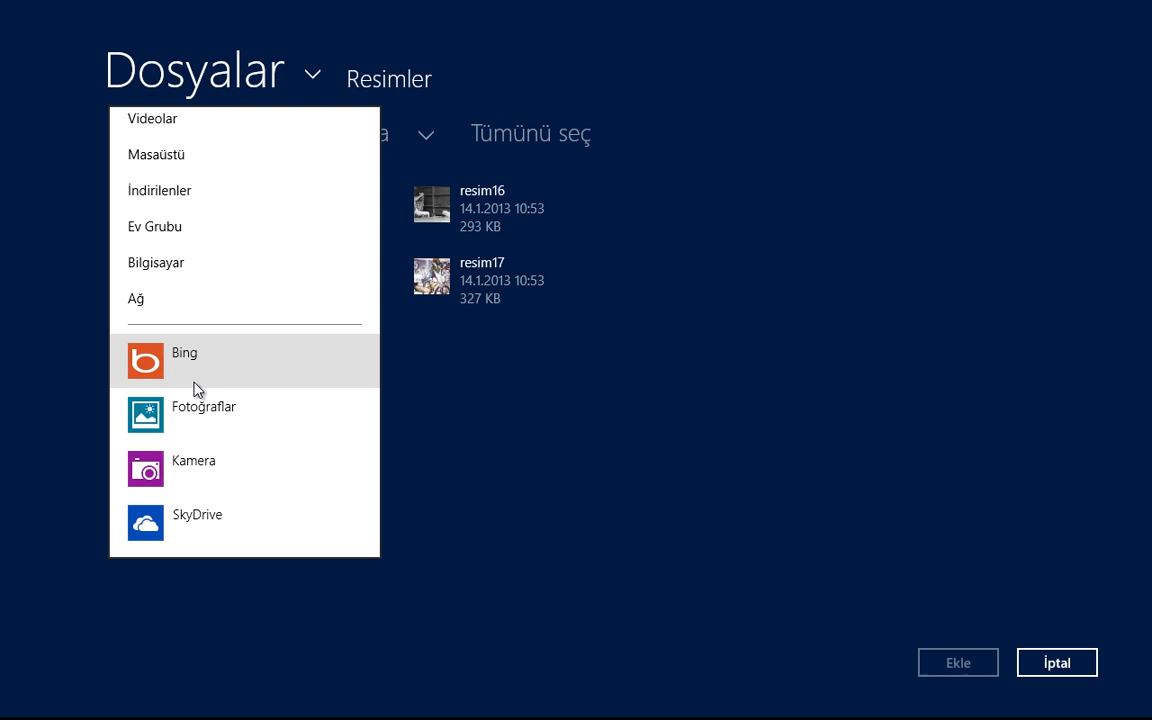 Dosyalar Resimler
Videolar
Masaüstü
İndirilenler
Ev Grubu
Bilgisayar
Ağ
Bing
Fotoğraflar
Kamera
SkyDrive
a Tümünü seç
resim16
14.1.2013 10:53
293 KB
resim17
14.1.2013 10:53
327 KB
Ekle İptal